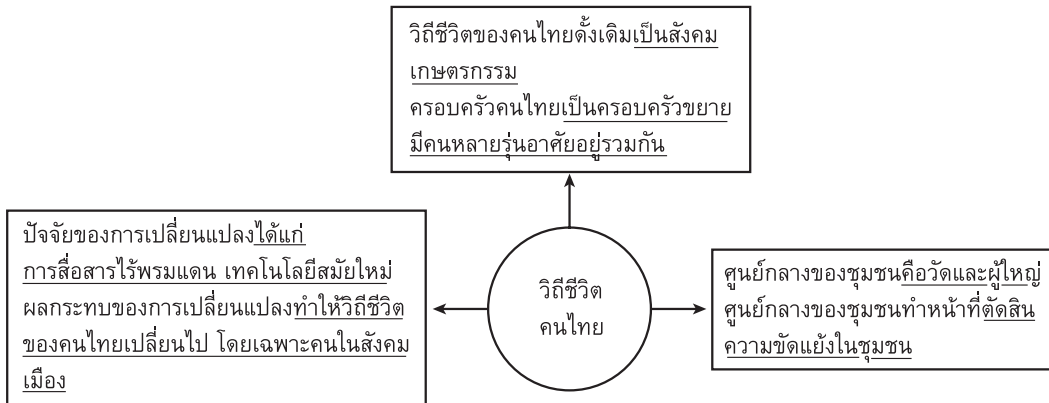 วิถีชีวิตของคนไทยดั้งเดิมเป็นสังคม
เกษตรกรรม
ครอบครัวคนไทยเป็นครอบครัวขยาย
มีคนหลายรุ่นอาศัยอยู่รวมกัน
ปัจจัยของการเปลี่ยนแปลงได้แก่
การสื่อสารไร้พรมแดน เทคโนโลยีสมัยใหม่
ผลกระทบของการเปลี่ยนแปลงทำให้วิถีชีวิต
ของคนไทยเปลี่ยนไป โดยเฉพาะคนในสังคม
เมือง
วิถีชีวิต
คนไทย
ศูนย์กลางของชุมชนคือวัดและผู้ใหญ่
ศูนย์กลางของชุมชนทำหน้าที่ตัดสิน
ความขัดแย้งในชุมชน